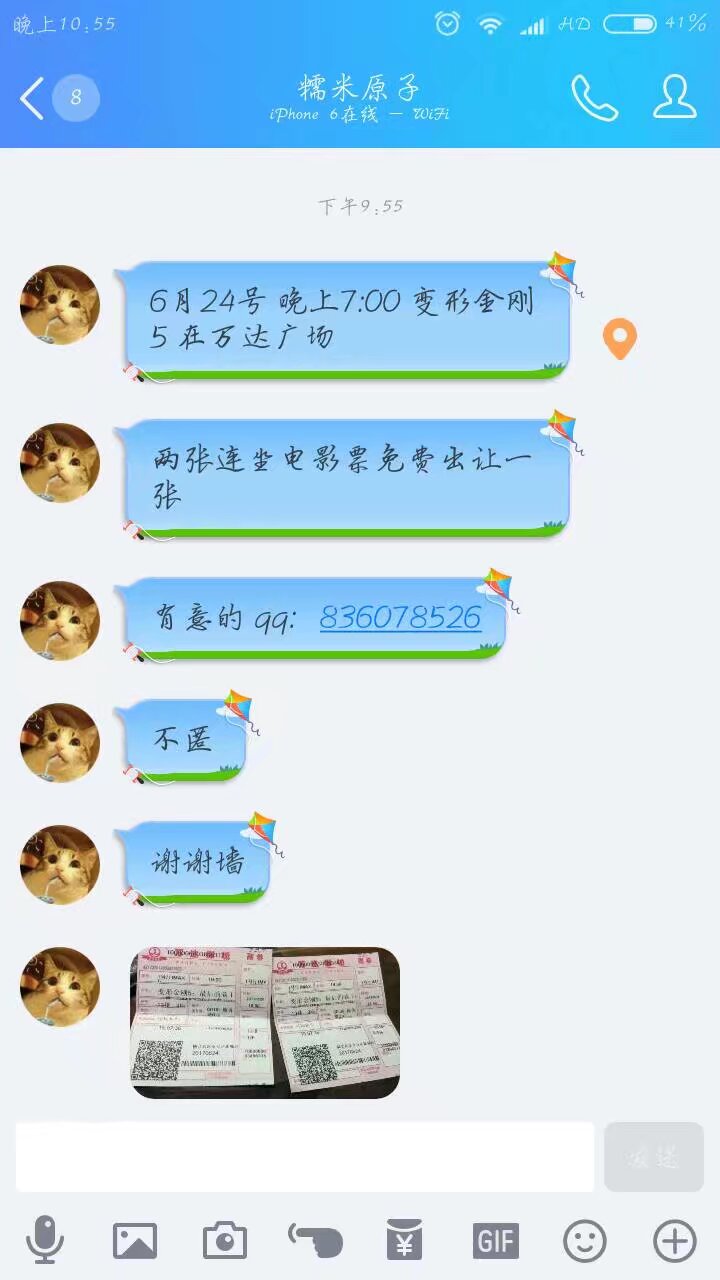 晚上10:55
HD
41%
8
糯米原子
iPhone 6在线 - WiFi
下午9:55
6月24号 晚上7:00 变形金刚
5 在万达广场
两张连坐电影票免费出让一
张
有意的 qq: 836078526
不匿
谢谢墙
20170624
20170624
发送
GIF